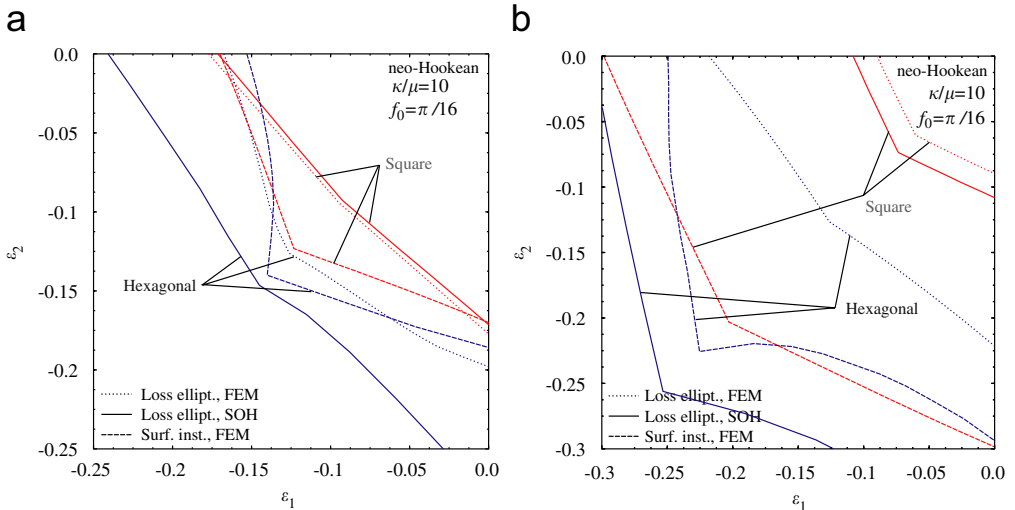 a
0.0
-0.05
-0.1
-0.15
-0.2
-0.25
ε2
neo-Hookean
κ/μ=10
f0=π /16
Square
Hexagonal
Loss ellipt., FEM
Loss ellipt., SOH
Surf. inst., FEM
-0.25 -0.2 -0.15 -0.1 -0.05 0.0
ε1
b
0.0
-0.05
-0.1
-0.15
-0.2
-0.25
-0.3
ε2
neo-Hookean
κ/μ=10
f0=π /16
Square
Hexagonal
Loss ellipt., FEM
Loss ellipt., SOH
Surf. inst., FEM
-0.3 -0.25 -0.2 -0.15 -0.1 -0.05 0.0
ε1